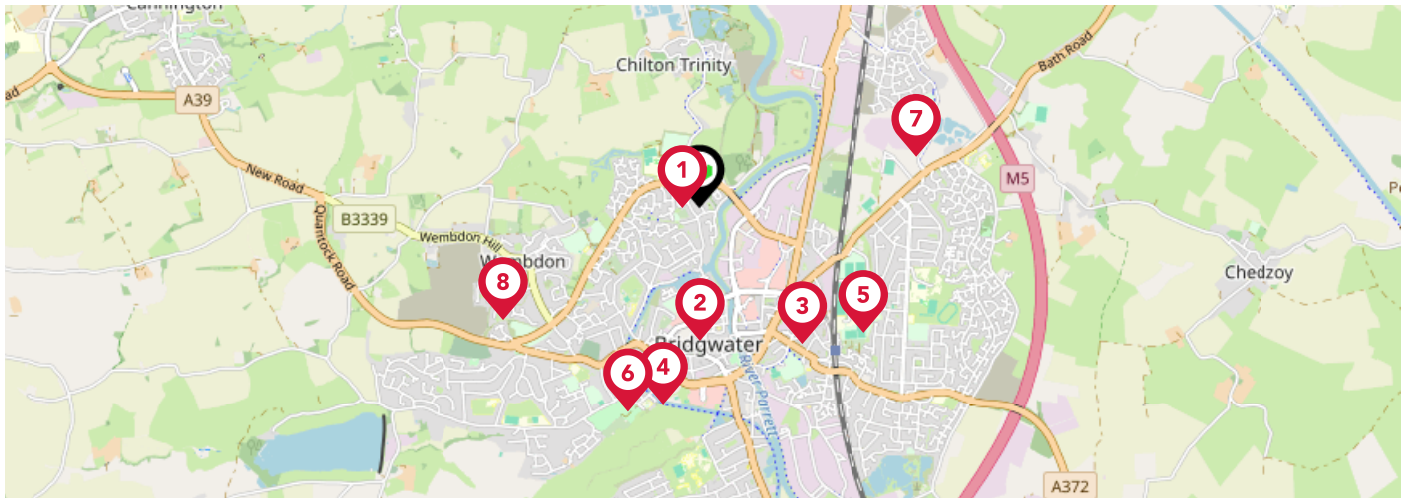 Cannington
Chilton Trinity
Bath Road
ad
A39
7
1
M5
New Road
B3339
Quantock Road
Wembdon Hill
Wembdon
Chedzoy
8
2
3
5
Bridgwater
6
4
River Parrett
A372